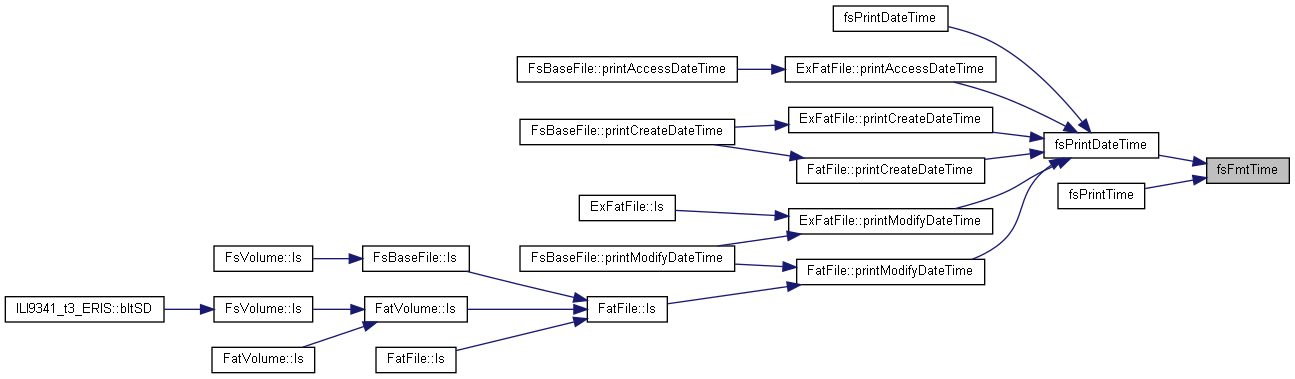 fsPrintDateTime
FsBaseFile::printAccessDateTime
ExFatFile::printAccessDateTime
FsBaseFile::printCreateDateTime
ExFatFile::printCreateDateTime
fsPrintDateTime
FatFile::printCreateDateTime
fsFmtTime
fsPrintTime
ExFatFile::ls
ExFatFile::printModifyDateTime
FsVolume::ls
FsBaseFile::ls
FsBaseFile::printModifyDateTime
FatFile::printModifyDateTime
ILI9341_t3_ERIS::bltSD
FsVolume::ls
FatVolume::ls
FatFile::ls
FatVolume::ls
FatFile::ls